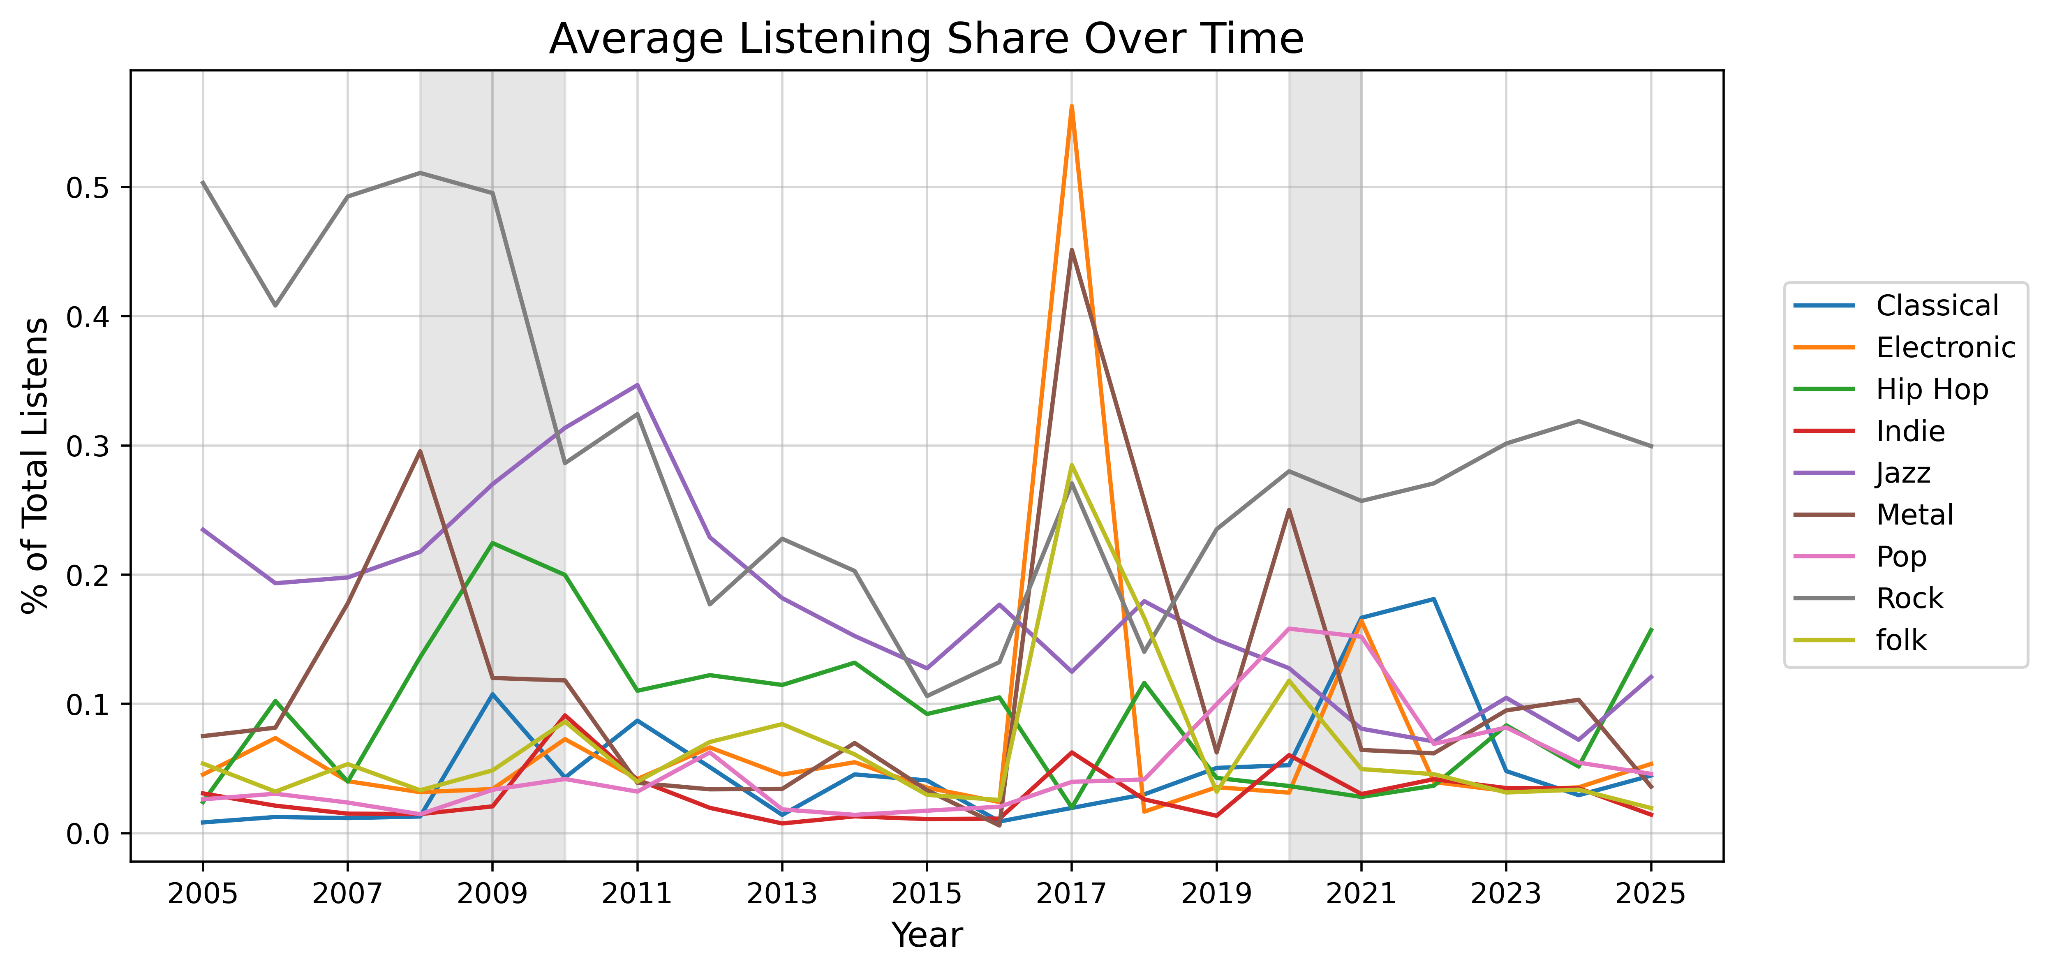 Average Listening Share Over Time
% of Total Listens
0.5
0.4
0.3
0.2
0.1
0.0
2005 2007 2009 2011 2013 2015 2017 2019 2021 2023 2025
Year
Classical
Electronic
Hip Hop
Indie
Jazz
Metal
Pop
Rock
folk